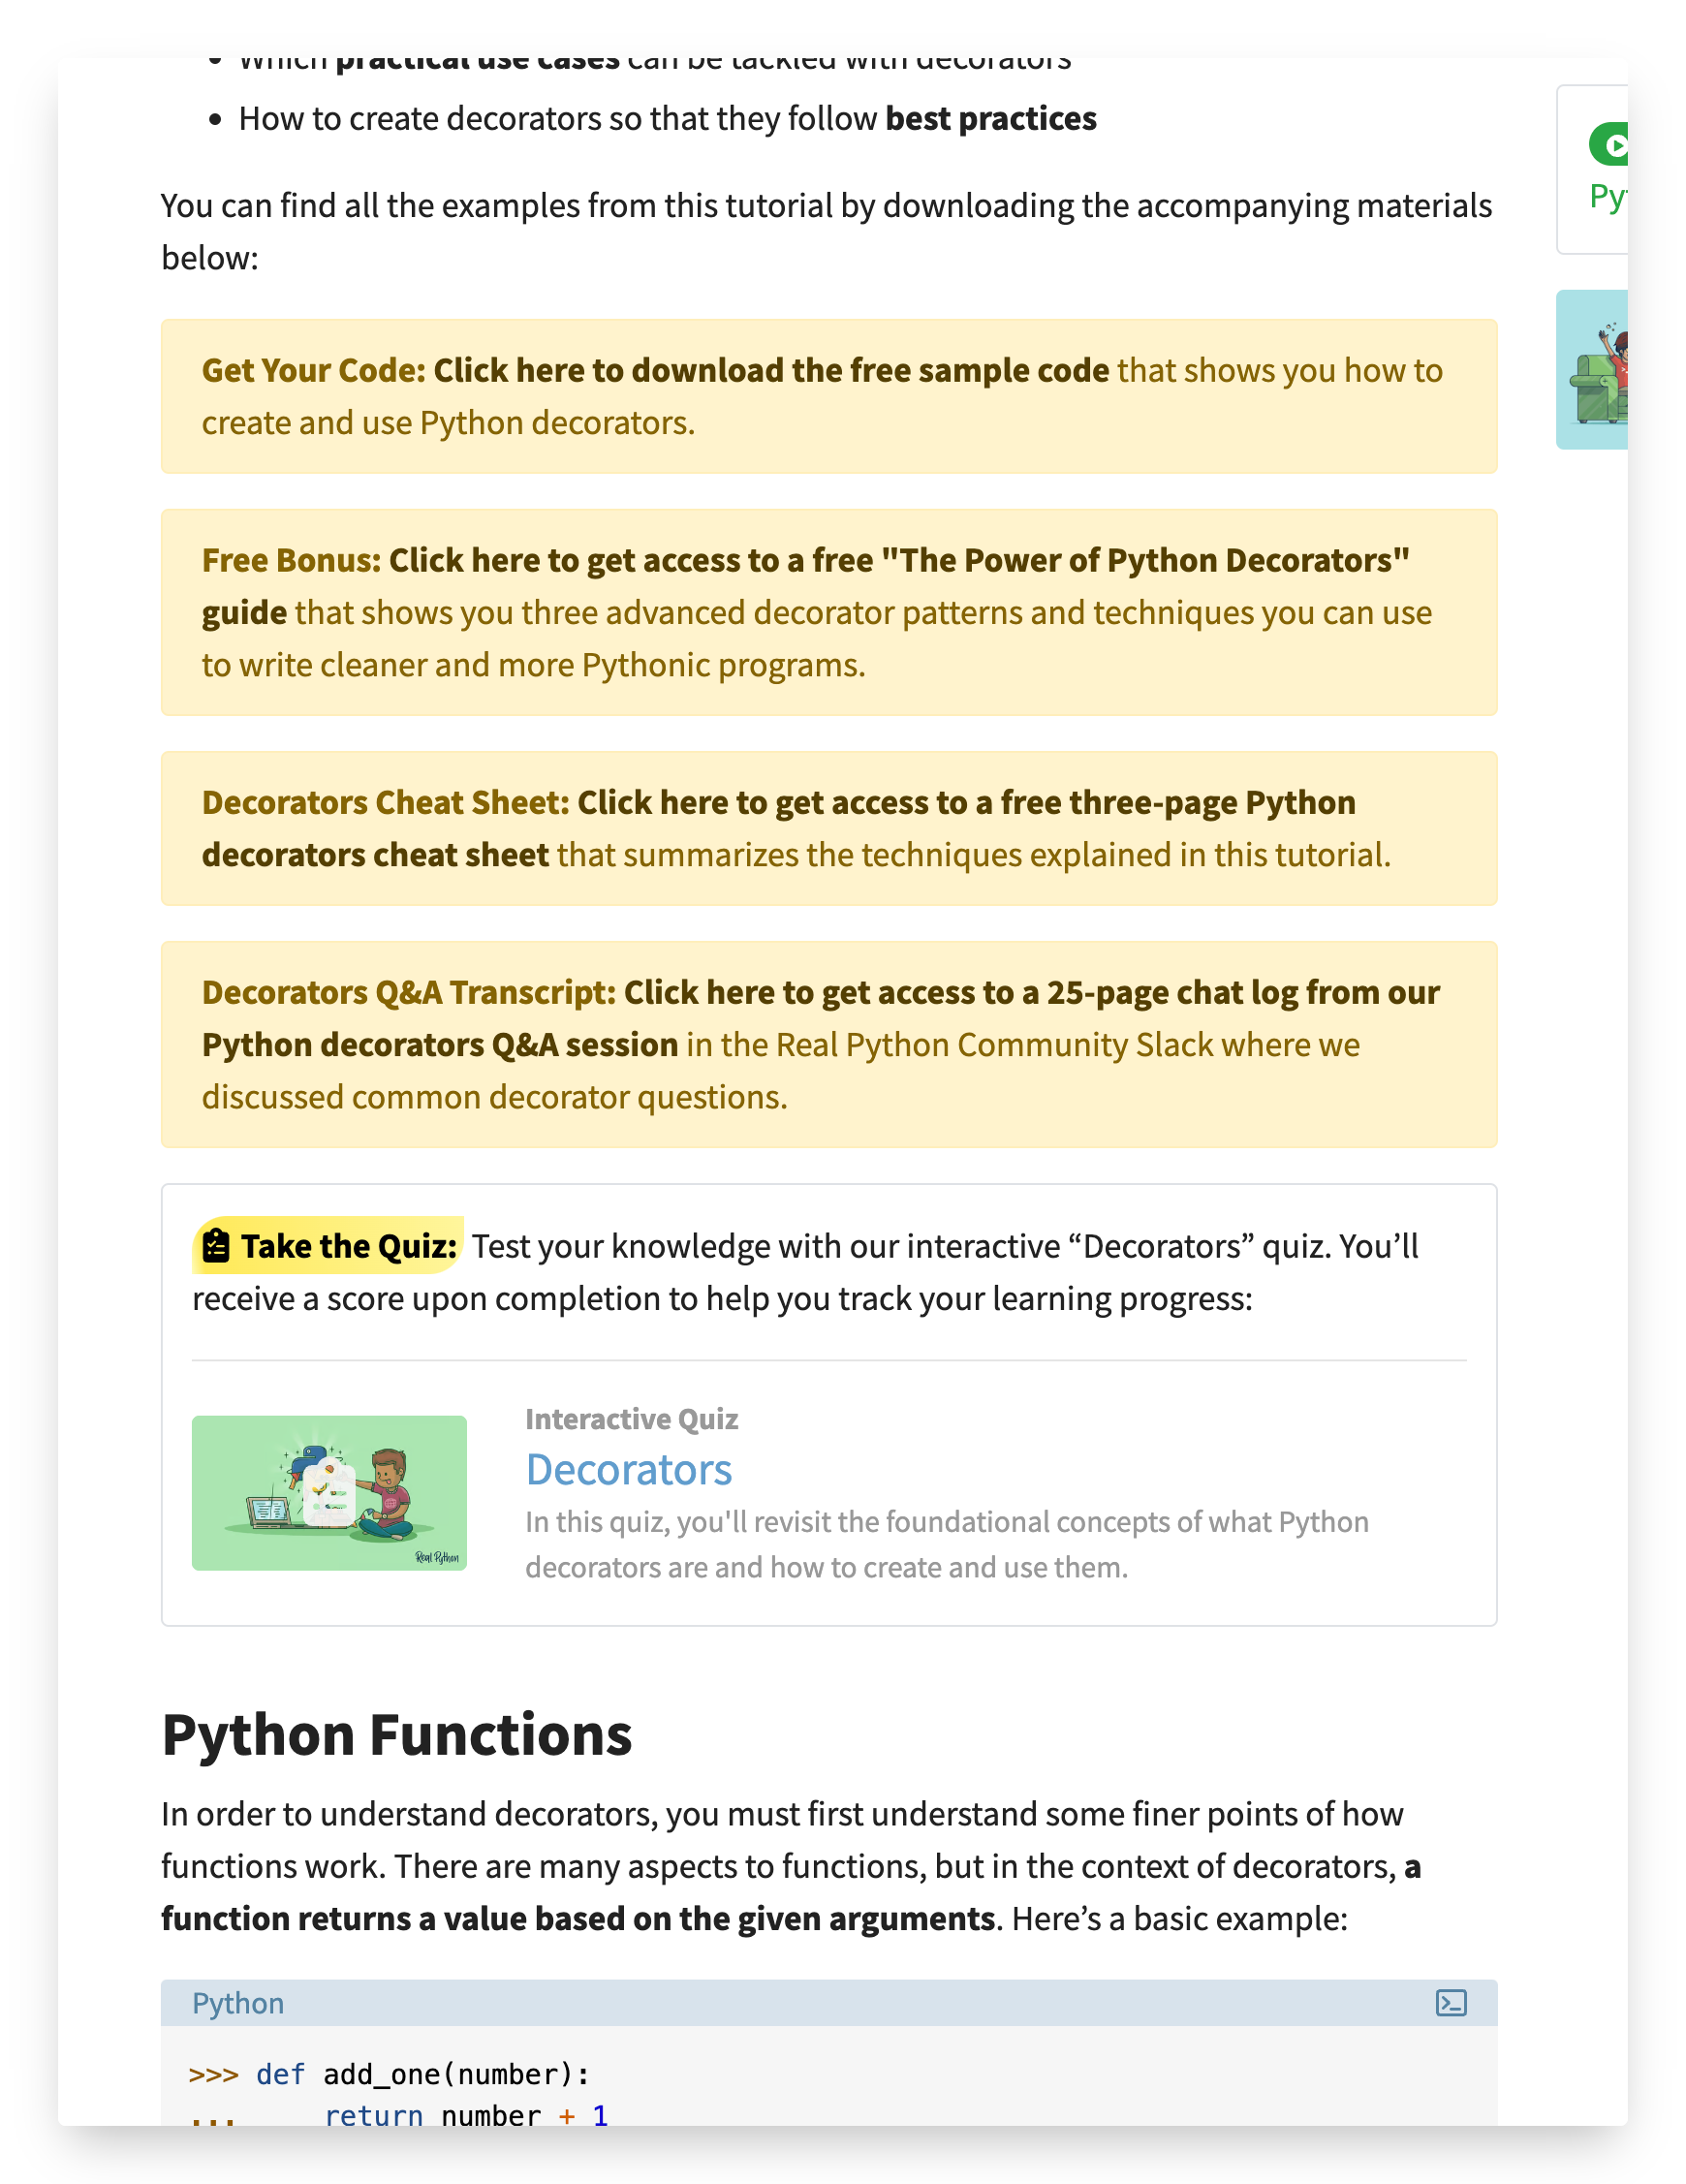 Which practical use cases can be tackled with decorators
How to create decorators so that they follow best practices
You can find all the examples from this tutorial by downloading the accompanying materials
below:
Get Your Code: Click here to download the free sample code that shows you how to
create and use Python decorators.
Free Bonus: Click here to get access to a free "The Power of Python Decorators"
guide that shows you three advanced decorator patterns and techniques you can use
to write cleaner and more Pythonic programs.
Decorators Cheat Sheet: Click here to get access to a free three-page Python
decorators cheat sheet that summarizes the techniques explained in this tutorial.
Decorators Q&A Transcript: Click here to get access to a 25-page chat log from our
Python decorators Q&A session in the Real Python Community Slack where we
discussed common decorator questions.
Take the Quiz: Test your knowledge with our interactive “Decorators” quiz. You’ll
receive a score upon completion to help you track your learning progress:
Interactive Quiz
Decorators
In this quiz, you'll revisit the foundational concepts of what Python
decorators are and how to create and use them.
Real Python
Python Functions
In order to understand decorators, you must first understand some finer points of how
functions work. There are many aspects to functions, but in the context of decorators, a
function returns a value based on the given arguments. Here’s a basic example:
Python
>>> def add_one(number):
...     return number + 1